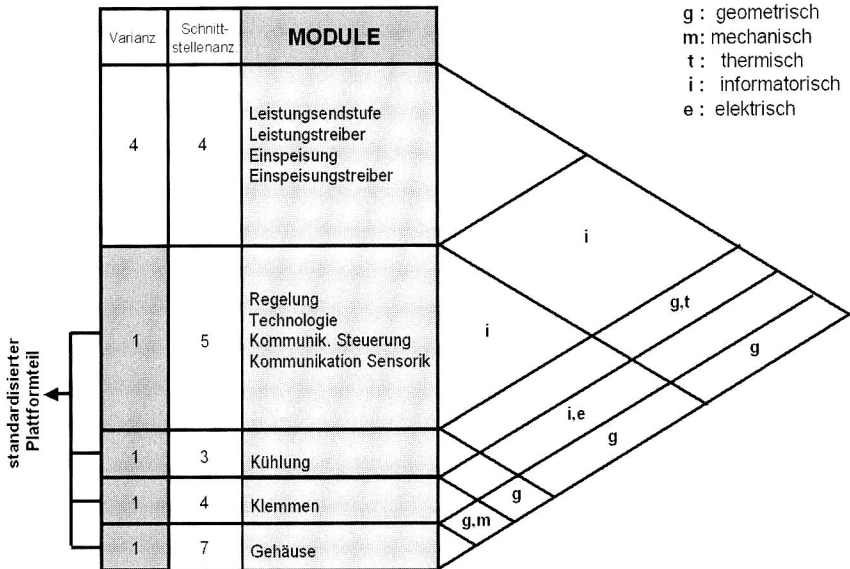 Varianz
Schnitt-
stellenanz.
MODULE
g : geometrisch
m: mechanisch
t : thermisch
i : informatorisch
e : elektrisch
4
4
Leistungsendstufe
Leistungstreiber
Einspeisung
Einspeisungstreiber
i
1
5
Regelung
Technologie
Kommunik. Steuerung
Kommunikation Sensorik
i
g,t
g
i,e
g
standardisierter
Plattformteil
1
3
Kühlung
g
1
4
Klemmen
g,m
1
7
Gehäuse